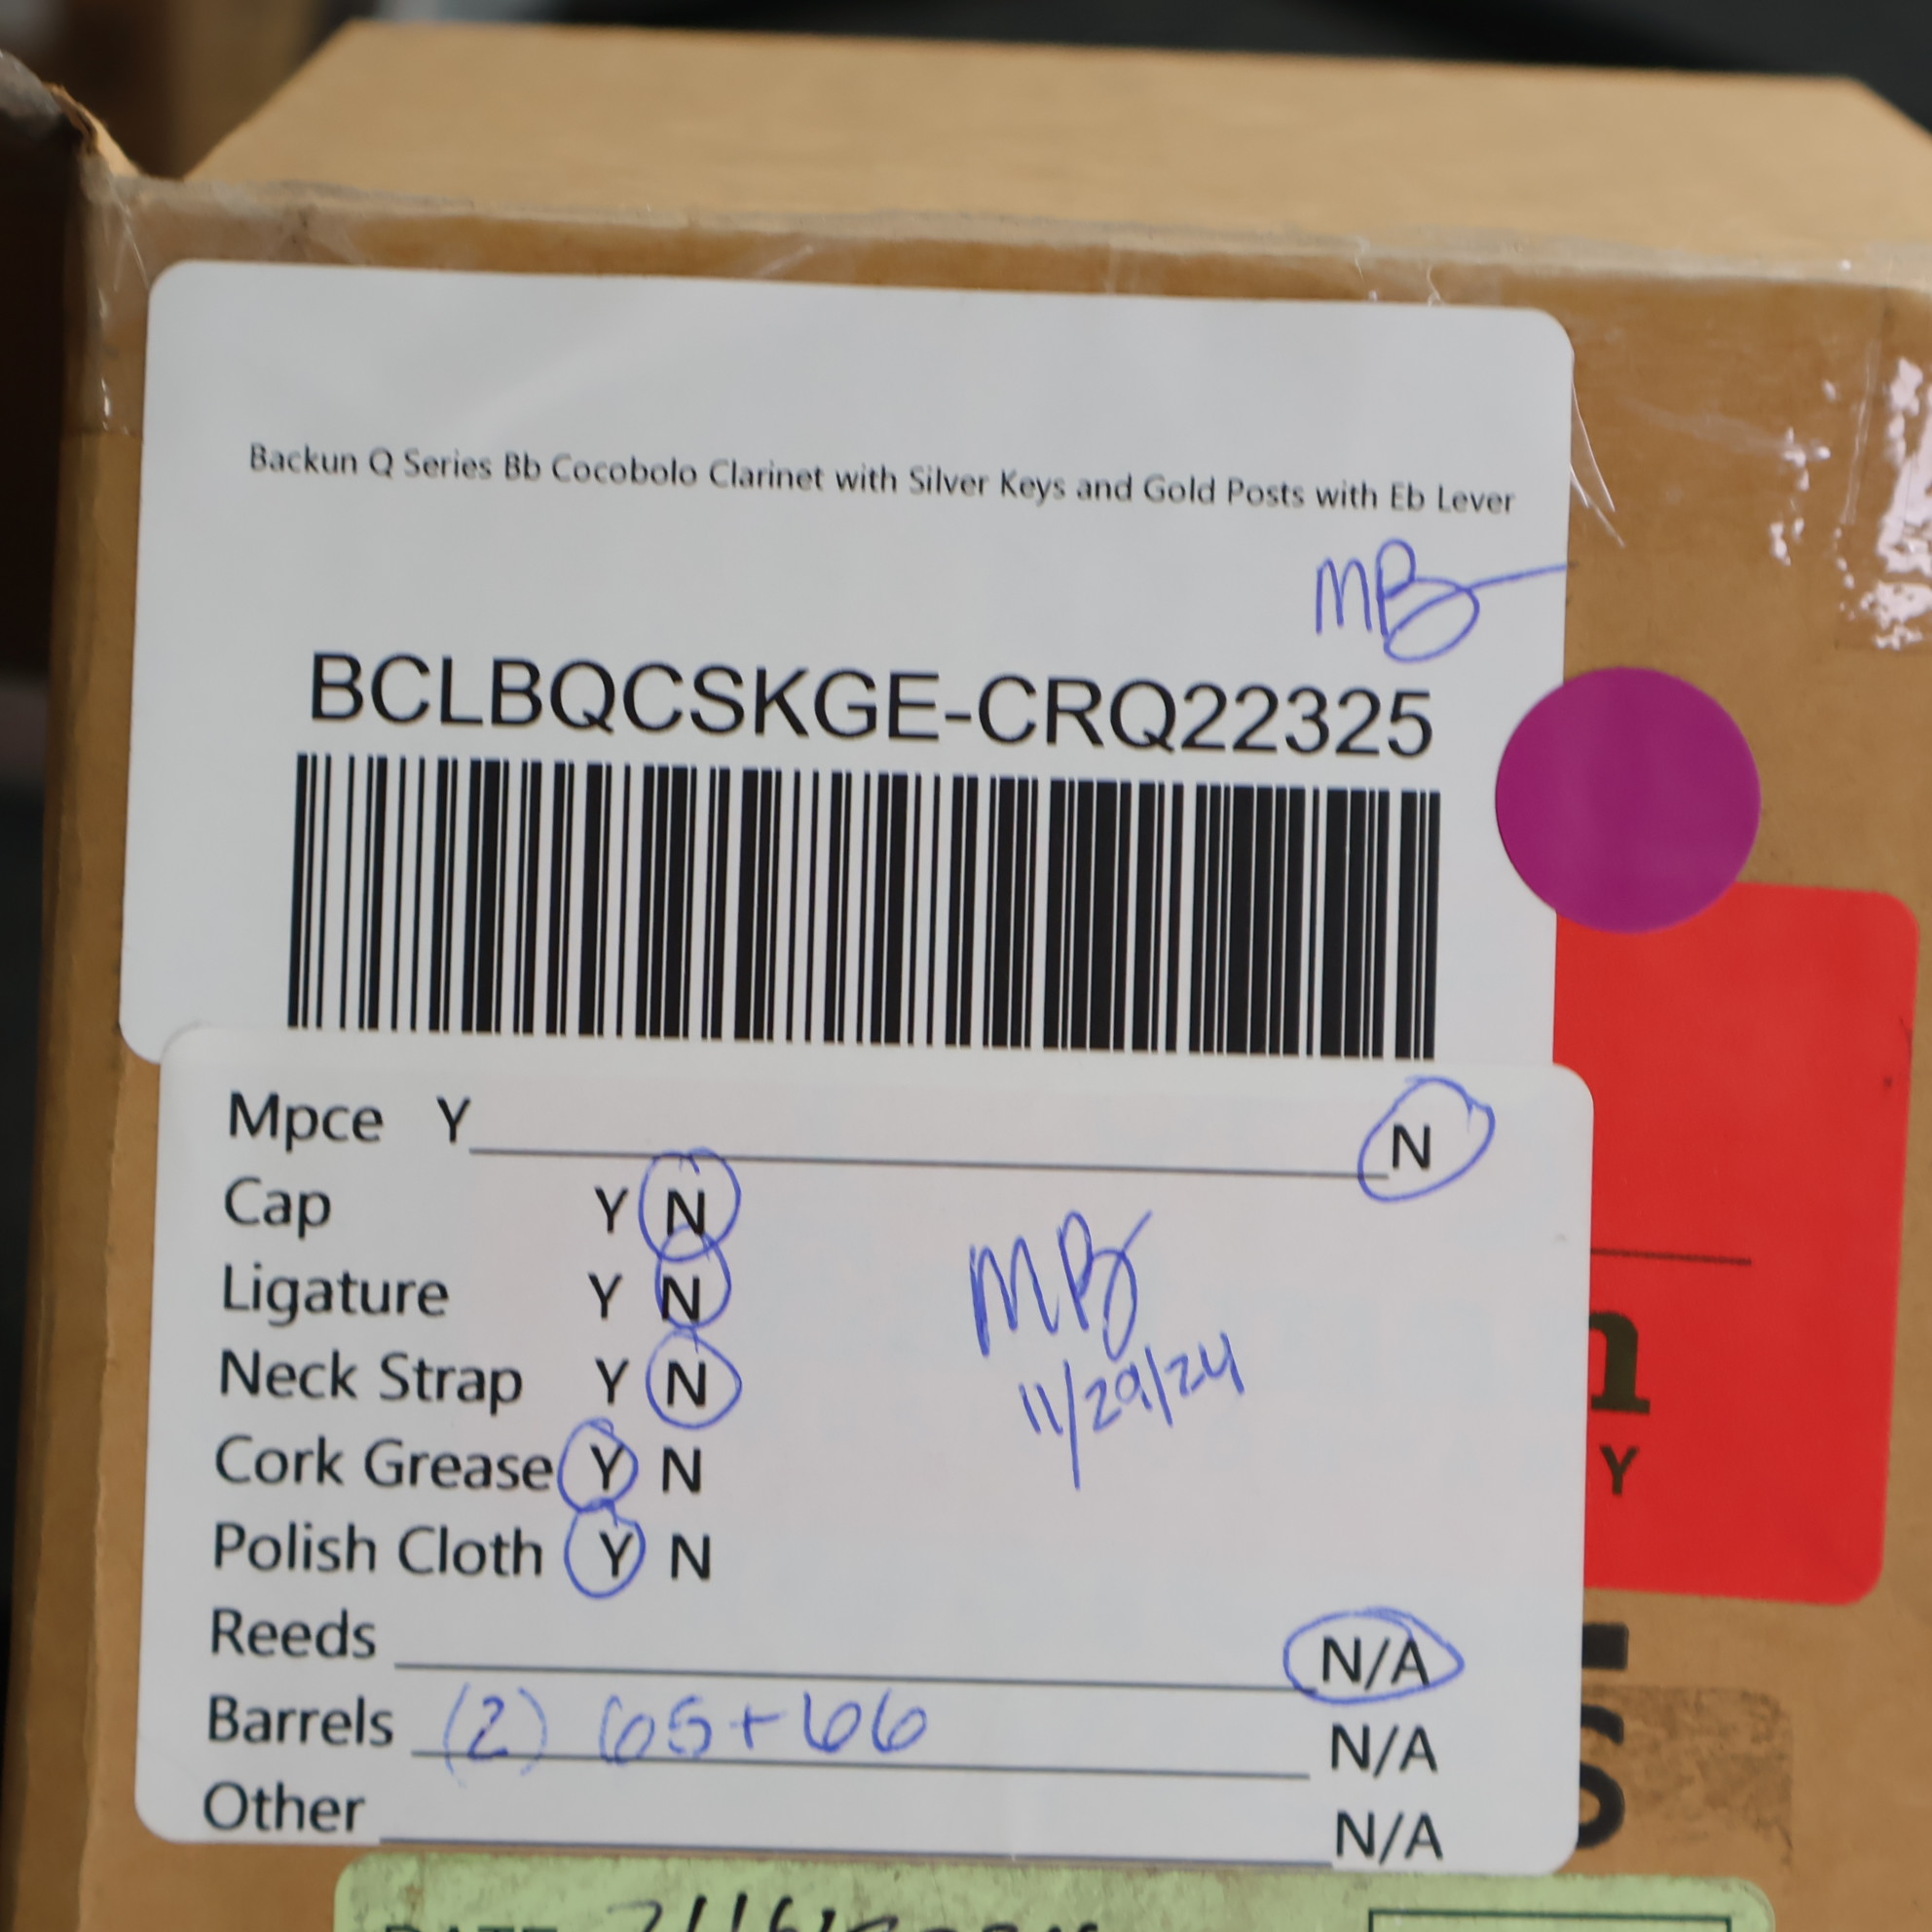 Backun Q Series Bb Cocobolo Clarinet with Silver Keys and Gold Posts with Eb Lever
MB
BCLBQCSKGE-CRQ22325
Mpce Y N
Cap Y N
Ligature Y N
MB
Neck Strap Y N
11/29/24
Cork Grease Y N
Y
Polish Cloth Y N
Reeds N/A
Barrels (2) 65+66 N/A
Other N/A